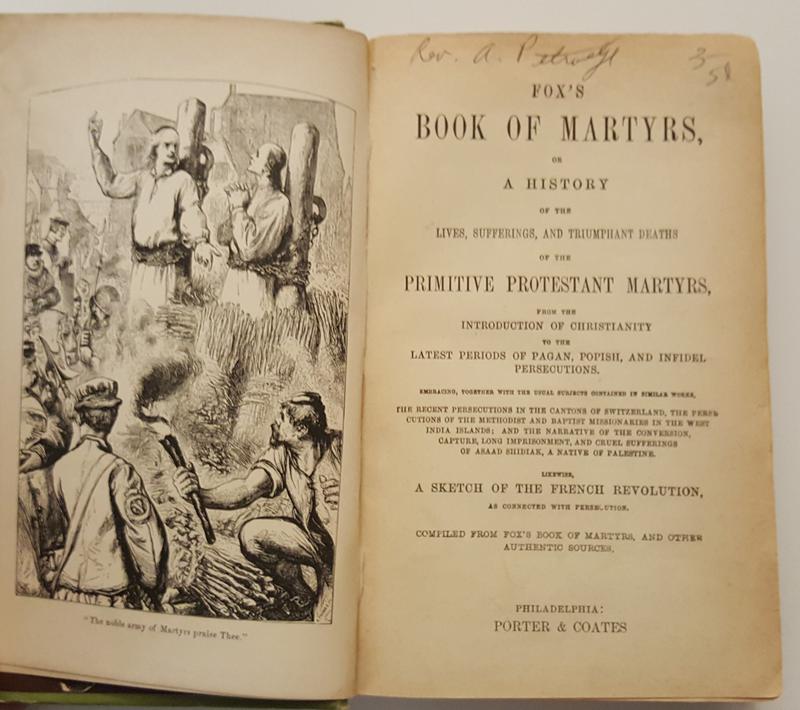 "The noble army of Martyrs praise Thee."
Rev. A.
FOX'S
BOOK OF MARTYRS,
OR
A HISTORY
OF THE
LIVES, SUFFERINGS, AND TRIUMPHANT DEATHS
OF THE
PRIMITIVE PROTESTANT MARTYRS,
FROM THE
INTRODUCTION OF CHRISTIANITY
TO THE
LATEST PERIODS OF PAGAN, POPISH, AND INFIDEL
PERSECUTIONS.
EMBRACING, TOGETHER WITH THE USUAL SUBJECTS CONTAINED IN SIMILAR WORKS,
THE RECENT PERSECUTIONS IN THE CANTONS OF SWITZERLAND, THE PERSE
CUTIONS OF THE METHODIST AND BAPTIST MISSIONARIES IN THE WEST
INDIA ISLANDS; AND THE NARRATIVE OF THE CONVERSION,
CAPTURE, LONG IMPRISONMENT, AND CRUEL SUFFERINGS
OF ASAAD SHIDIAK, A NATIVE OF PALESTINE.
LIKEWISE,
A SKETCH OF THE FRENCH REVOLUTION,
AS CONNECTED WITH PERSECUTION.
COMPILED FROM FOX'S BOOK OF MARTYRS, AND OTHER
AUTHENTIC SOURCES.
PHILADELPHIA:
PORTER & COATES